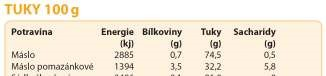 TUKY 100 g
Potravina Energie Bílkoviny Tuky Sacharidy
(kj) (g) (g) (g)
Máslo 2885 0,7 74,5 0,5
Máslo pomazánkové 1394 3,5 32,2 5,8